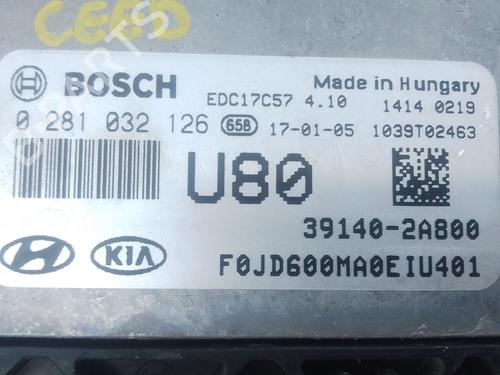 CEED
BOSCH
EDC17C57 4.10
Made in Hungary
1414 0219
0 281 032 126 658 17-01-05 1039T02463
U80
39140-2A800
KIA
F0JD600MA0EIU401